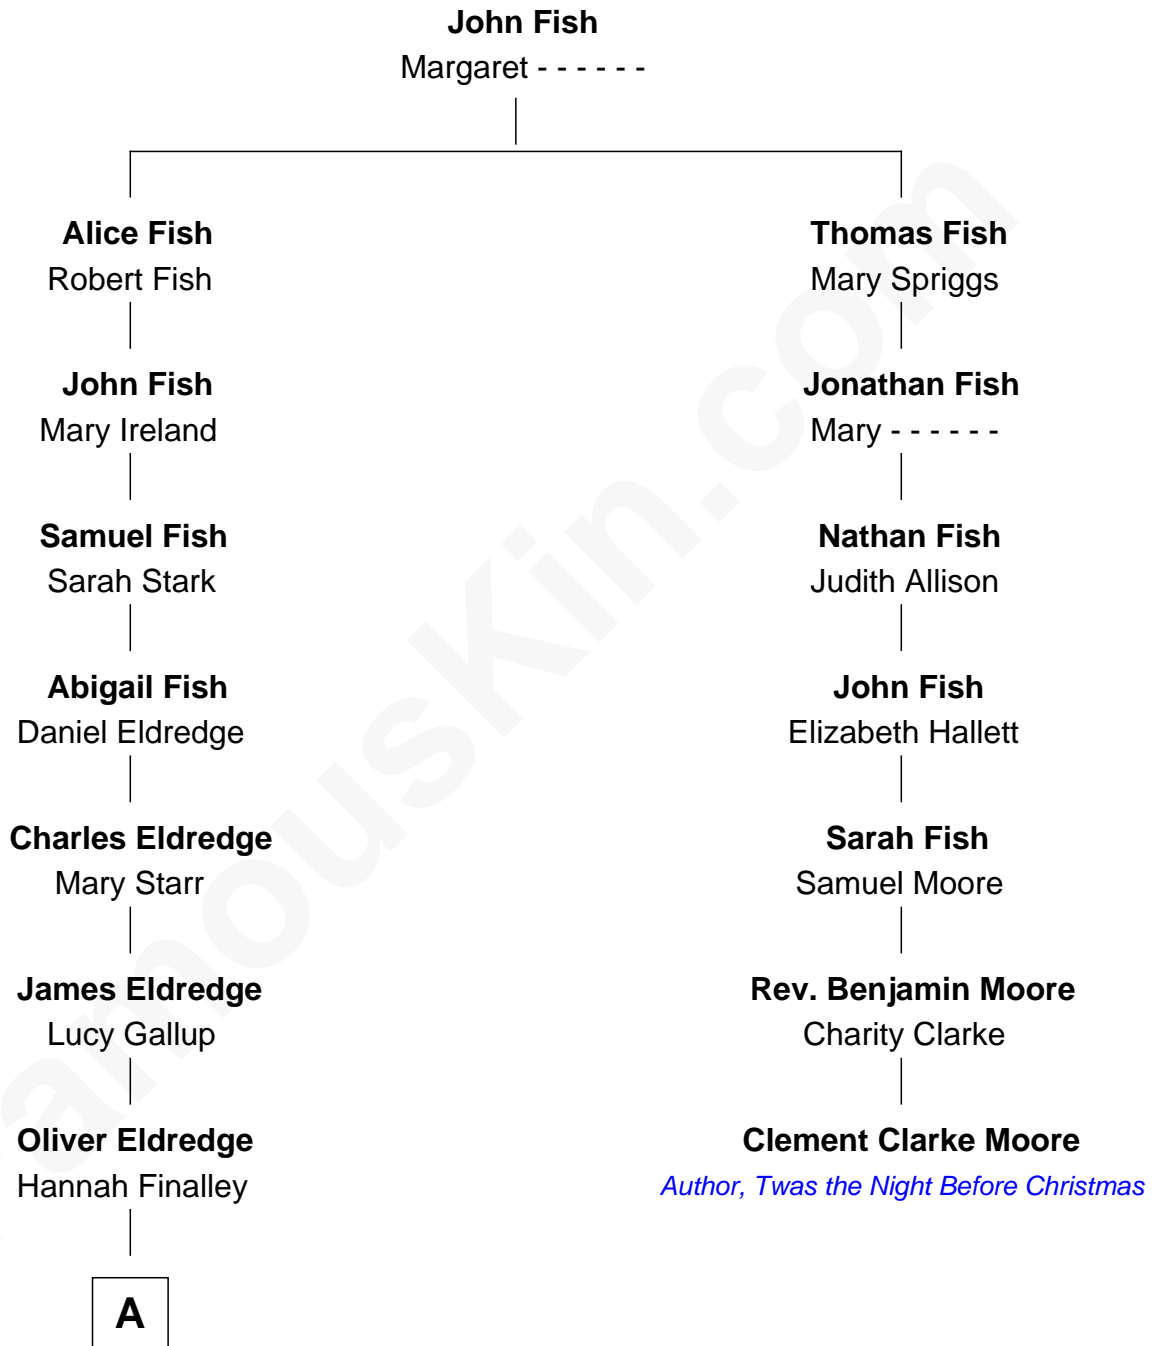 John Fish
Margaret - - - - - -
Alice Fish
Robert Fish
Thomas Fish
Mary Spriggs
John Fish
Mary Ireland
Jonathan Fish
Mary - - - - - -
Samuel Fish
Sarah Stark
Nathan Fish
Judith Allison
Abigail Fish
Daniel Eldredge
John Fish
Elizabeth Hallett
Charles Eldredge
Mary Starr
Sarah Fish
Samuel Moore
James Eldredge
Lucy Gallup
Rev. Benjamin Moore
Charity Clarke
Oliver Eldredge
Hannah Finalley
Clement Clarke Moore
Author, Twas the Night Before Christmas
A
amousKin.com